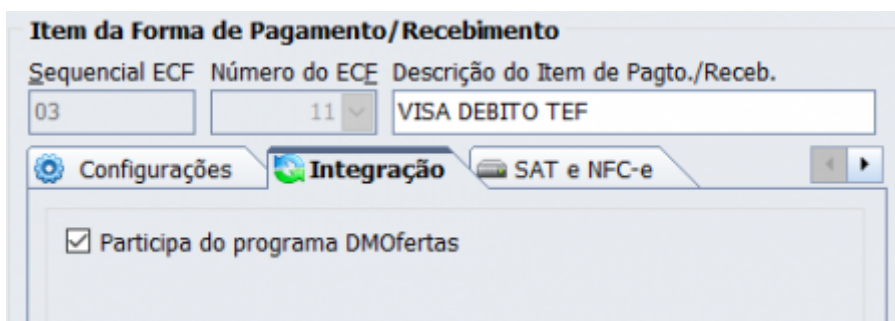 Item da Forma de Pagamento/Recebimento
Sequencial ECF Número do ECF Descrição do Item de Pagto./Receb.
03 11 VISA DEBITO TEF
Configurações Integração SAT e NFC-e
Participa do programa DMOfertas